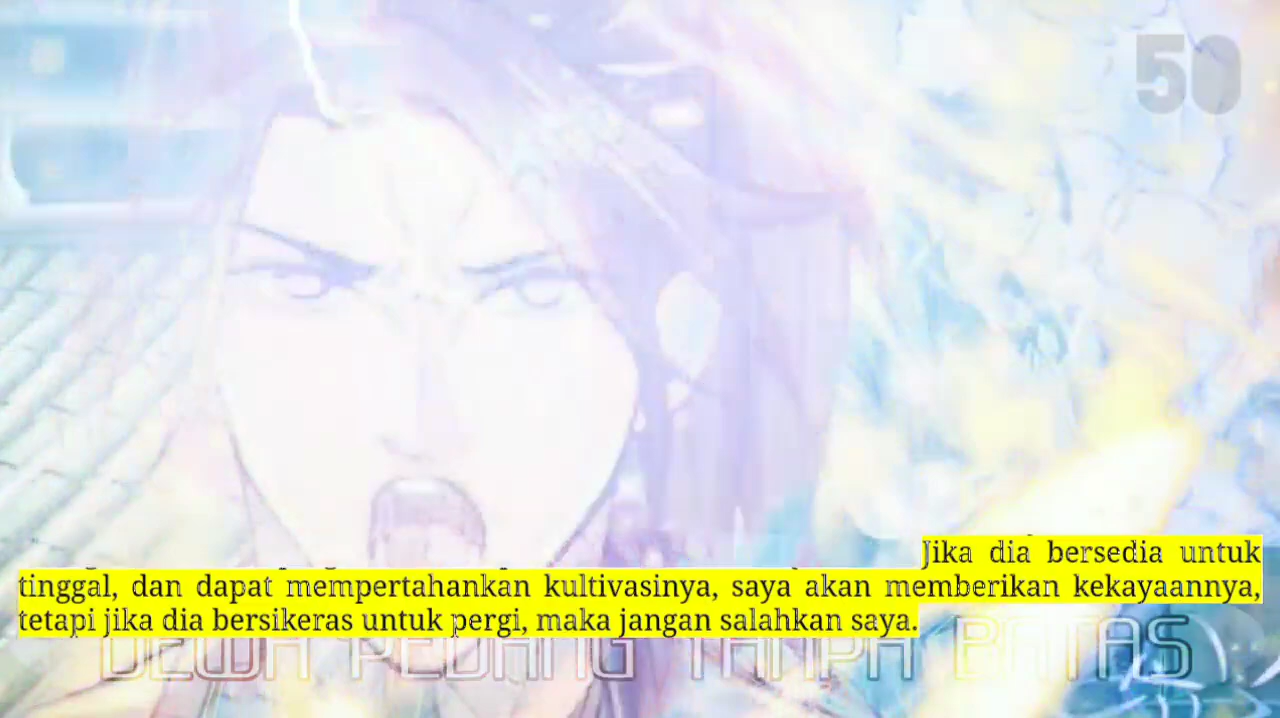 50
Jika dia bersedia untuk
tinggal, dan dapat mempertahankan kultivasinya, saya akan memberikan kekayaannya,
tetapi jika dia bersikeras untuk pergi, maka jangan salahkan saya.
DEWA PEDANG TANPA BATAS